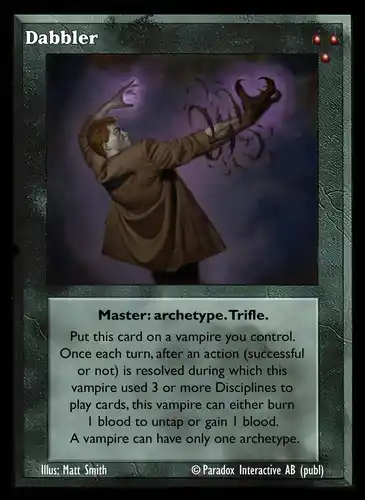 Dabbler
Master: archetype. Trifle.
Put this card on a vampire you control.
Once each turn, after an action (successful
or not) is resolved during which this
vampire used 3 or more Disciplines to
play cards, this vampire can either burn
1 blood to untap or gain 1 blood.
A vampire can have only one archetype.
Illus: Matt Smith
© Paradox Interactive AB (publ)